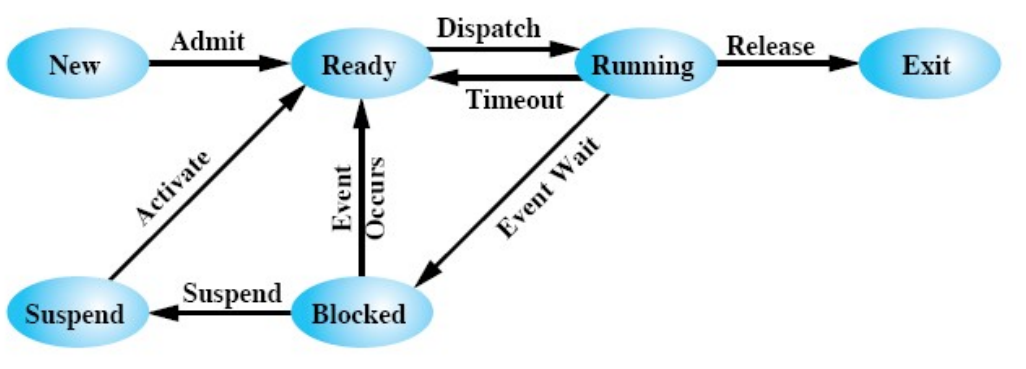 Dispatch
Admit
Release
New
Ready
Running
Exit
Timeout
Activate
Event
Occurs
Event Wait
Suspend
Suspend
Blocked